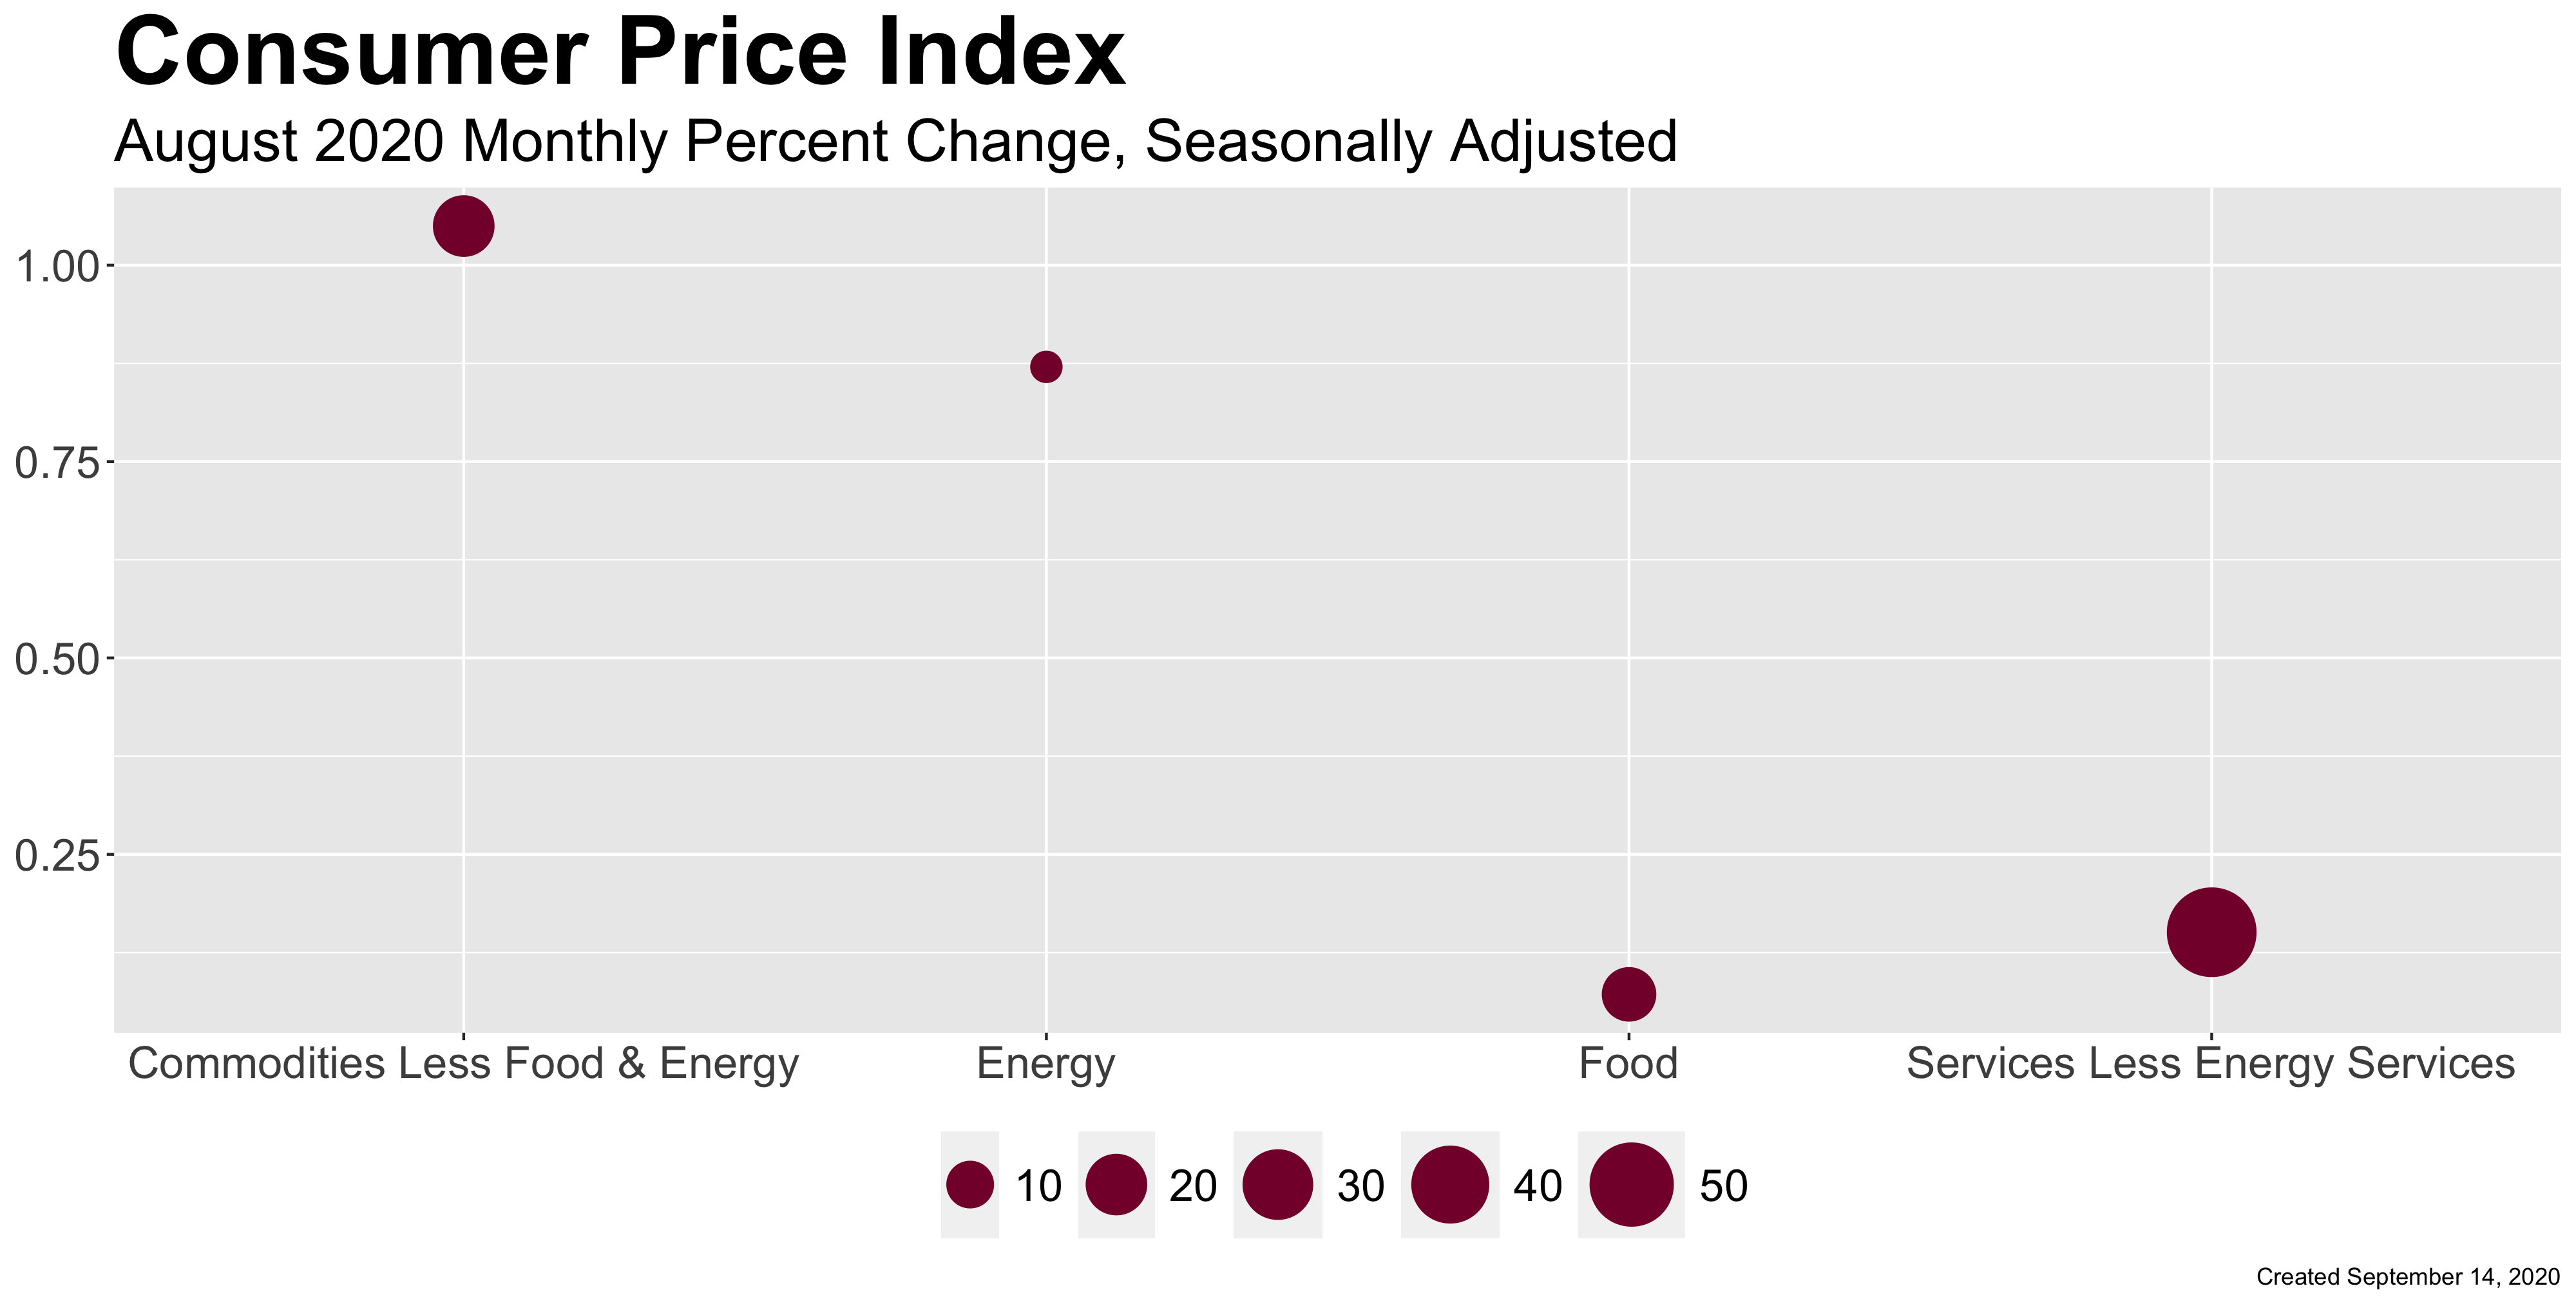 Consumer Price Index
August 2020 Monthly Percent Change, Seasonally Adjusted
1.00
0.75
0.50
0.25
Commodities Less Food & Energy Energy Food Services Less Energy Services
10 20 30 40 50
Created September 14, 2020